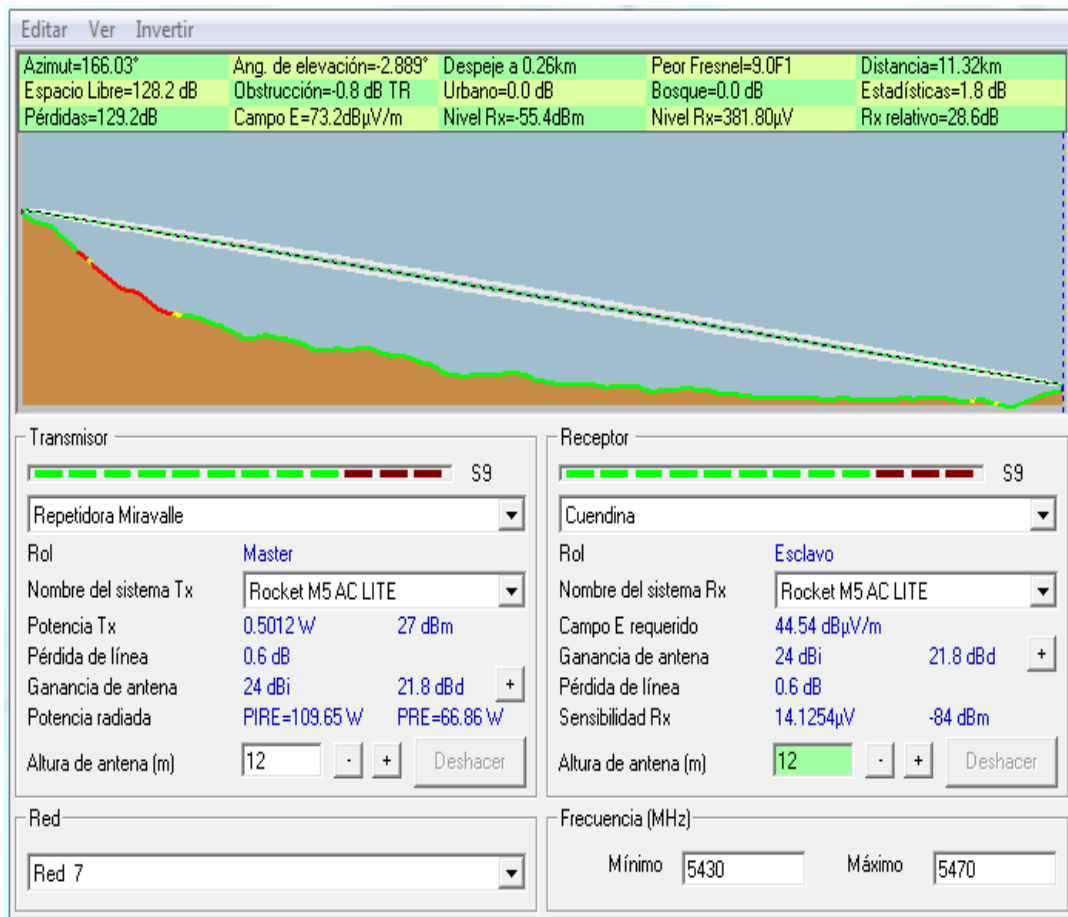 Editar Ver Invertir
Azimut=166.03° Ang. de elevación=-2.889° Despeje a 0.26km Peor Fresnel=9.0F1 Distancia=11.32km
Espacio Libre=128.2 dB Obstrucción=-0.8 dB TR Urbano=0.0 dB Bosque=0.0 dB Estadísticas=1.8 dB
Pérdidas=129.2dB Campo E=73.2dBµV/m Nivel Rx=-55.4dBm Nivel Rx=381.80µV Rx relativo=28.6dB
Transmisor
S9
Repetidora Miravalle
Rol Master
Nombre del sistema Tx Rocket M5 AC LITE
Potencia Tx 0.5012 W 27 dBm
Pérdida de línea 0.6 dB
Ganancia de antena 24 dBi 21.8 dBd +
Potencia radiada PIRE=109.65 W PRE=66.86 W
Altura de antena (m) 12 - + Deshacer
Receptor
S9
Cuendina
Rol Esclavo
Nombre del sistema Rx Rocket M5 AC LITE
Campo E requerido 44.54 dBµV/m
Ganancia de antena 24 dBi 21.8 dBd +
Pérdida de línea 0.6 dB
Sensibilidad Rx 14.1254µV -84 dBm
Altura de antena (m) 12 - + Deshacer
Red
Red 7
Frecuencia (MHz)
Mínimo 5430 Máximo 5470